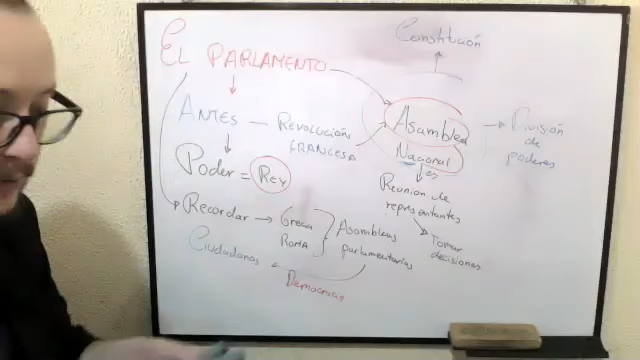 Constitución
EL PARLAMENTO
ANTES — REVOLUCIÓN
FRANCESA
Asamblea
Nacional
División
de
poderes
Poder = REY
es
Reunion de
representantes
Tomar
decisiones
Recordar → Grecia
ROMA
Asambleas
parlamentarias
Ciudadanos
Democracia